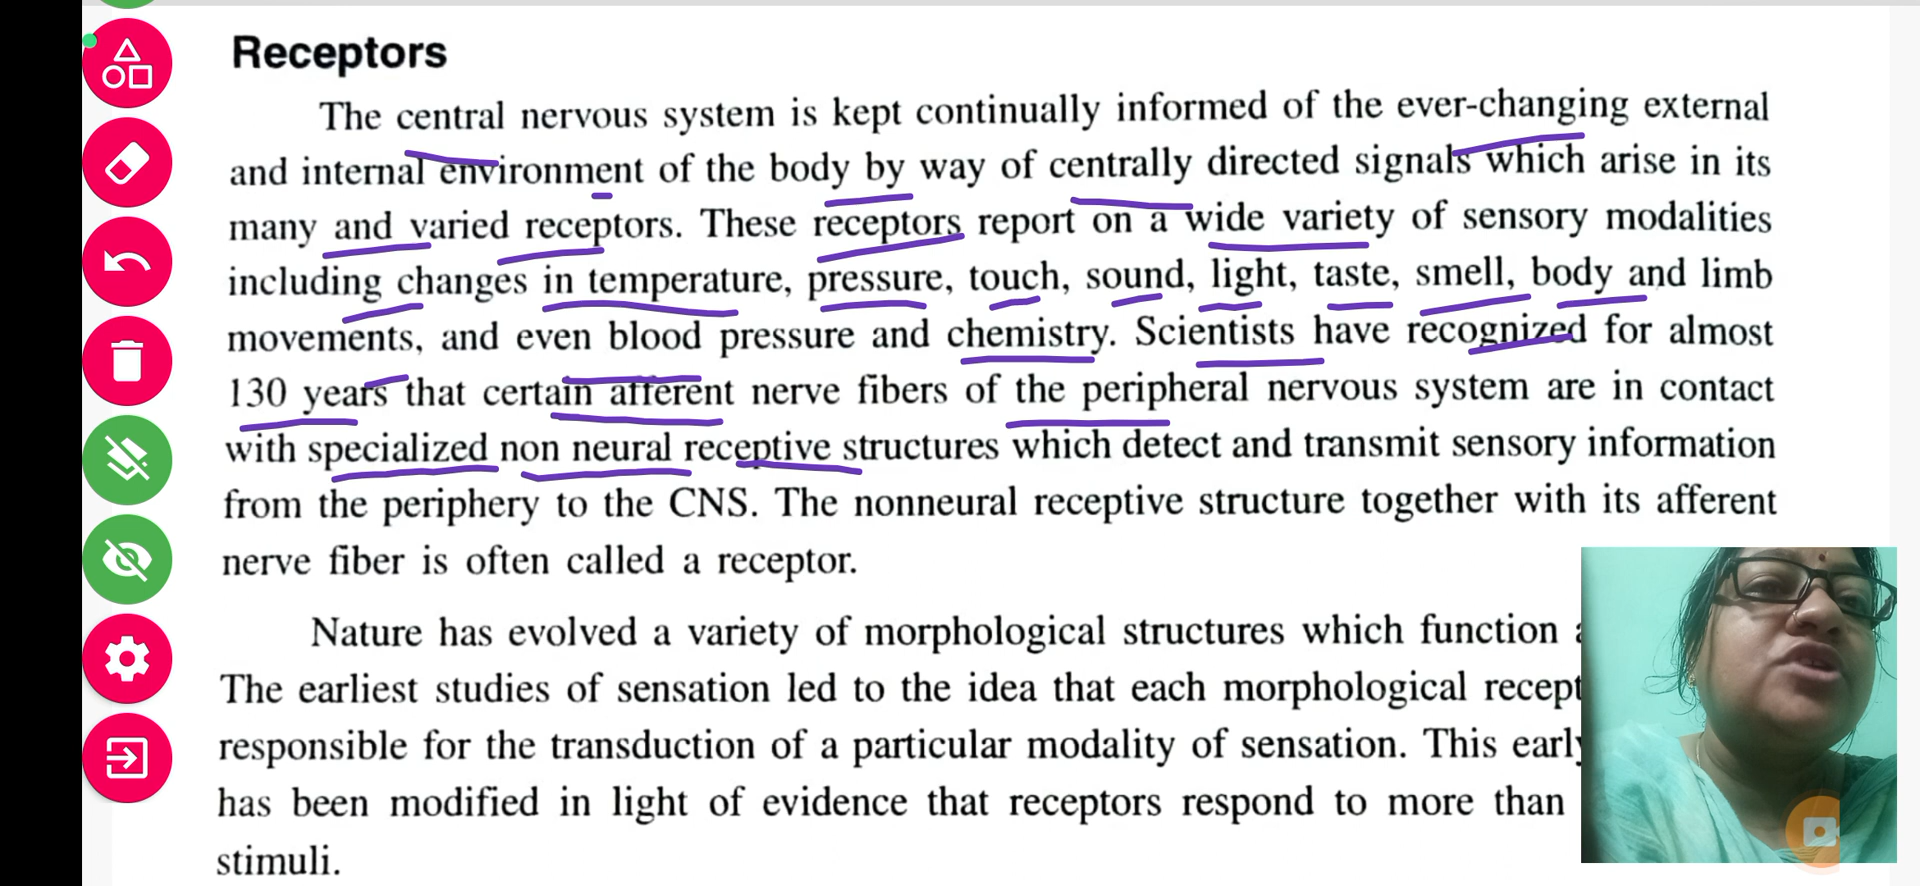 Receptors
The central nervous system is kept continually informed of the ever-changing external
and internal environment of the body by way of centrally directed signals which arise in its
many and varied receptors. These receptors report on a wide variety of sensory modalities
including changes in temperature, pressure, touch, sound, light, taste, smell, body and limb
movements, and even blood pressure and chemistry. Scientists have recognized for almost
130 years that certain afferent nerve fibers of the peripheral nervous system are in contact
with specialized non neural receptive structures which detect and transmit sensory information
from the periphery to the CNS. The nonneural receptive structure together with its afferent
nerve fiber is often called a receptor.
Nature has evolved a variety of morphological structures which function
The earliest studies of sensation led to the idea that each morphological recept
responsible for the transduction of a particular modality of sensation. This early
has been modified in light of evidence that receptors respond to more than
stimuli.